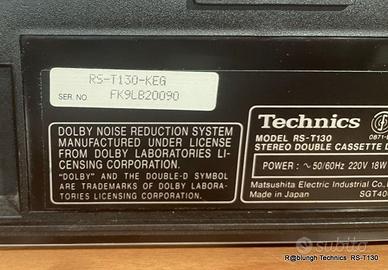 RS-T130-KEG
SER. NO FK9LB20090
DOLBY NOISE REDUCTION SYSTEM
MANUFACTURED UNDER LICENSE
FROM DOLBY LABORATORIES LI-
CENSING CORPORATION.
"DOLBY" AND THE DOUBLE-D SYMBOL
ARE TRADEMARKS OF DOLBY LABORA-
TORIES LICENSING CORPORATION.
Technics
0871-
MODEL RS-T130
STEREO DOUBLE CASSETTE D
POWER : ~ 50/60Hz 220V 18W
Matsushita Electric Industrial Co.,
Made in Japan SGT40
subito
R@blungh Technics RS-T130